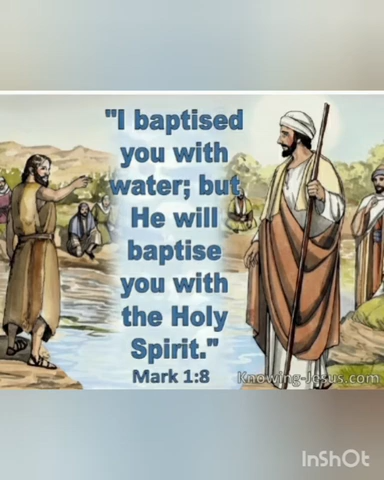 "I baptised
you with
water; but
He will
baptise
you with
the Holy
Spirit."
Mark 1:8
Knowing-Jesus.com
InShOt